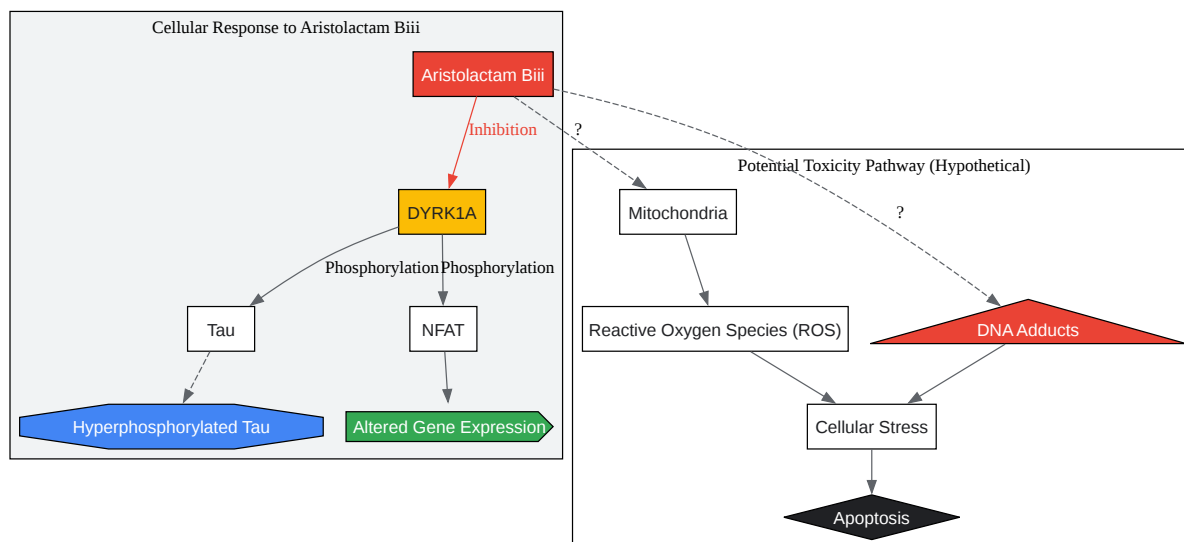 Cellular Response to Aristolactam Biii
Aristolactam Biii
Inhibition
?
Potential Toxicity Pathway (Hypothetical)
DYRK1A
Mitochondria
?
Phosphorylation
Phosphorylation
Tau
NFAT
Reactive Oxygen Species (ROS)
DNA Adducts
Hyperphosphorylated Tau
Altered Gene Expression
Cellular Stress
Apoptosis